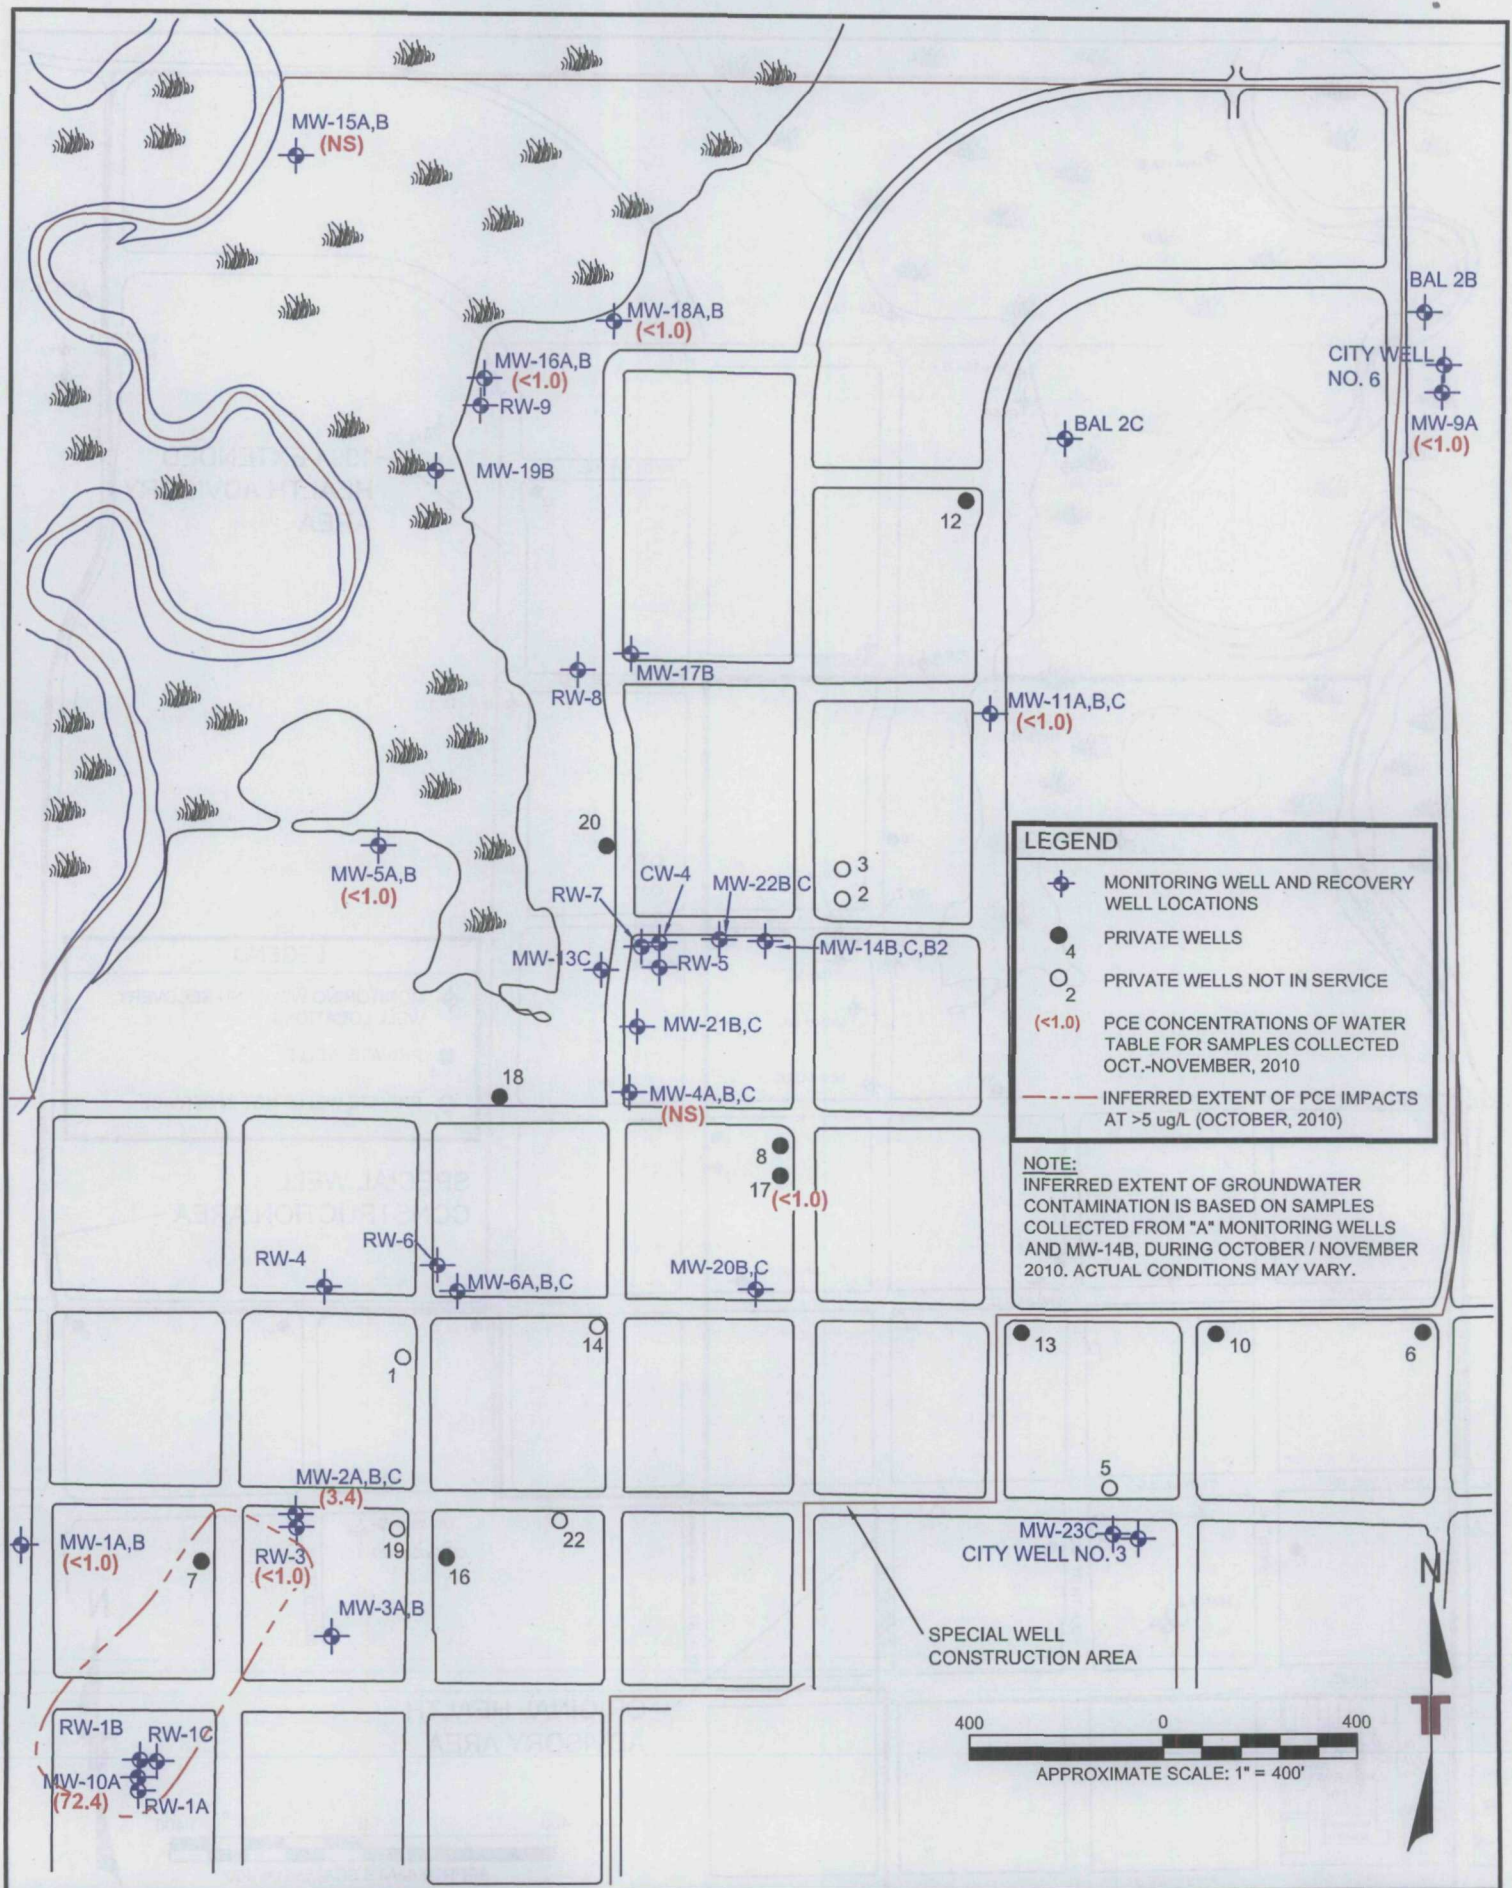 MW-15A,B
(NS)
MW-18A,B
(<1.0)
BAL 2B
MW-16A,B
(<1.0)
CITY WELL
NO. 6
RW-9
MW-9A
(<1.0)
BAL 2C
MW-19B
12
MW-17B
RW-8
MW-11A,B,C
(<1.0)
20
MW-5A,B
(<1.0)
CW-4
3
RW-7
MW-22B C
2
MW-14B,C,B2
MW-13C
RW-5
MW-21B,C
18
MW-4A,B,C
(NS)
LEGEND
MONITORING WELL AND RECOVERY
WELL LOCATIONS
4
PRIVATE WELLS
2
PRIVATE WELLS NOT IN SERVICE
(<1.0)
PCE CONCENTRATIONS OF WATER
TABLE FOR SAMPLES COLLECTED
OCT.-NOVEMBER, 2010
INFERRED EXTENT OF PCE IMPACTS
AT >5 ug/L (OCTOBER, 2010)
NOTE:
INFERRED EXTENT OF GROUNDWATER
CONTAMINATION IS BASED ON SAMPLES
COLLECTED FROM "A" MONITORING WELLS
AND MW-14B, DURING OCTOBER / NOVEMBER
2010. ACTUAL CONDITIONS MAY VARY.
8
17
(<1.0)
RW-6
RW-4
MW-6A,B,C
MW-20B,C
14
1
13
10
6
MW-2A,B,C
(3.4)
5
MW-1A,B
(<1.0)
RW-3
(<1.0)
19
22
MW-23C
CITY WELL NO. 3
7
16
N
MW-3A,B
SPECIAL WELL
CONSTRUCTION AREA
RW-1B
RW-1C
MW-10A
(72.4)
RW-1A
400
0
400
APPROXIMATE SCALE: 1" = 400'